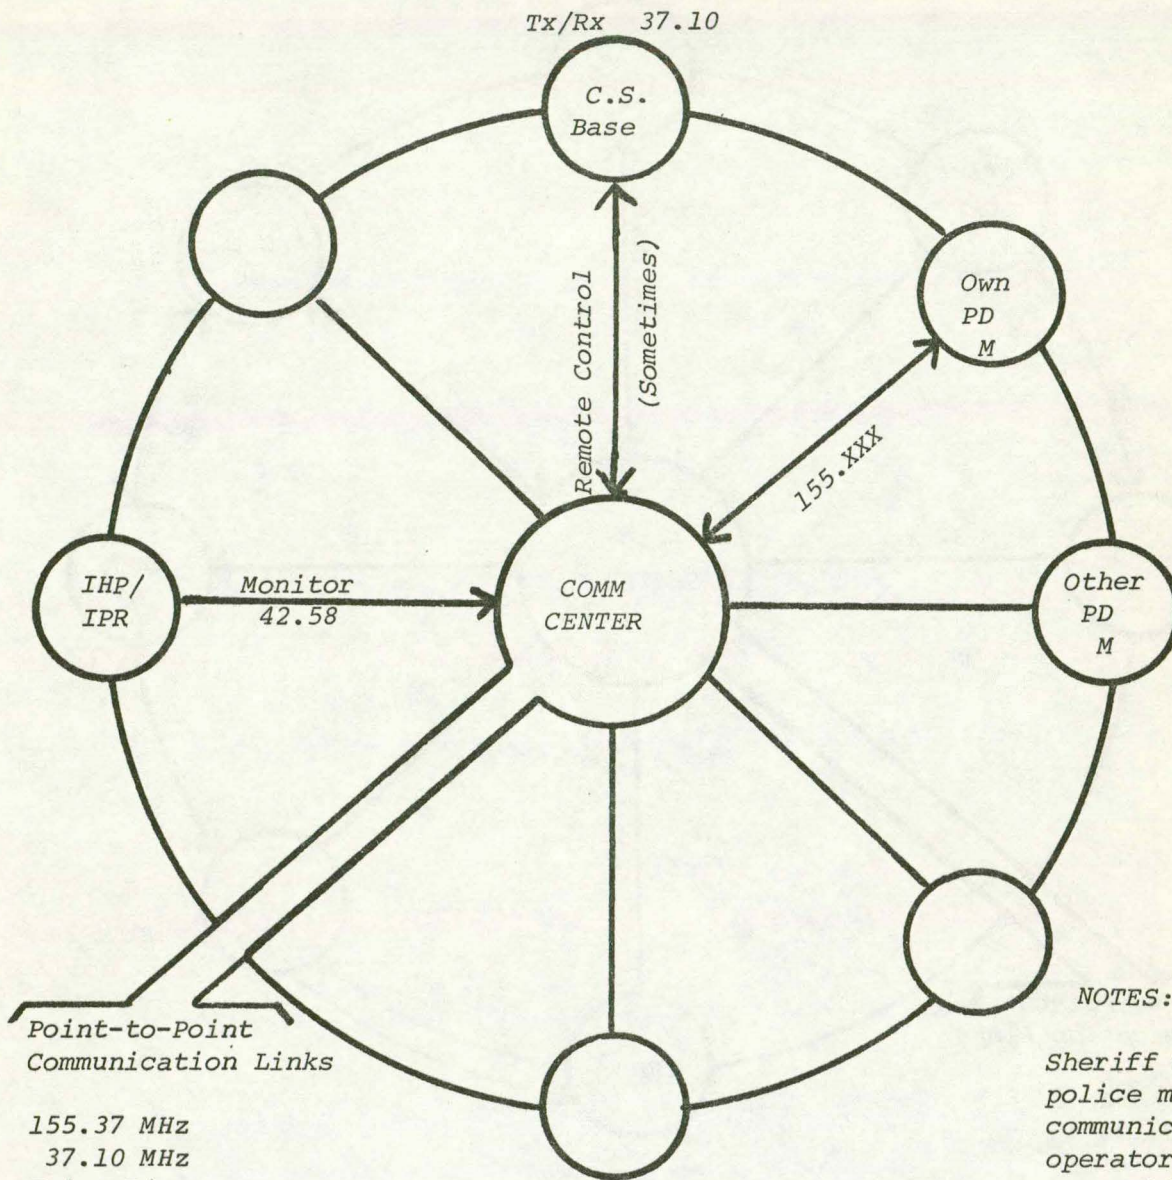 Tx/Rx 37.10
C.S.
Base
Own
PD
M
Remote Control
(Sometimes)
155.XXX
IHP/
IPR
Monitor
42.58
COMM
CENTER
Other
PD
M
Point-to-Point
Communication Links
155.37 MHz
37.10 MHz
NOTES:
Sheriff
police m
communic
operator